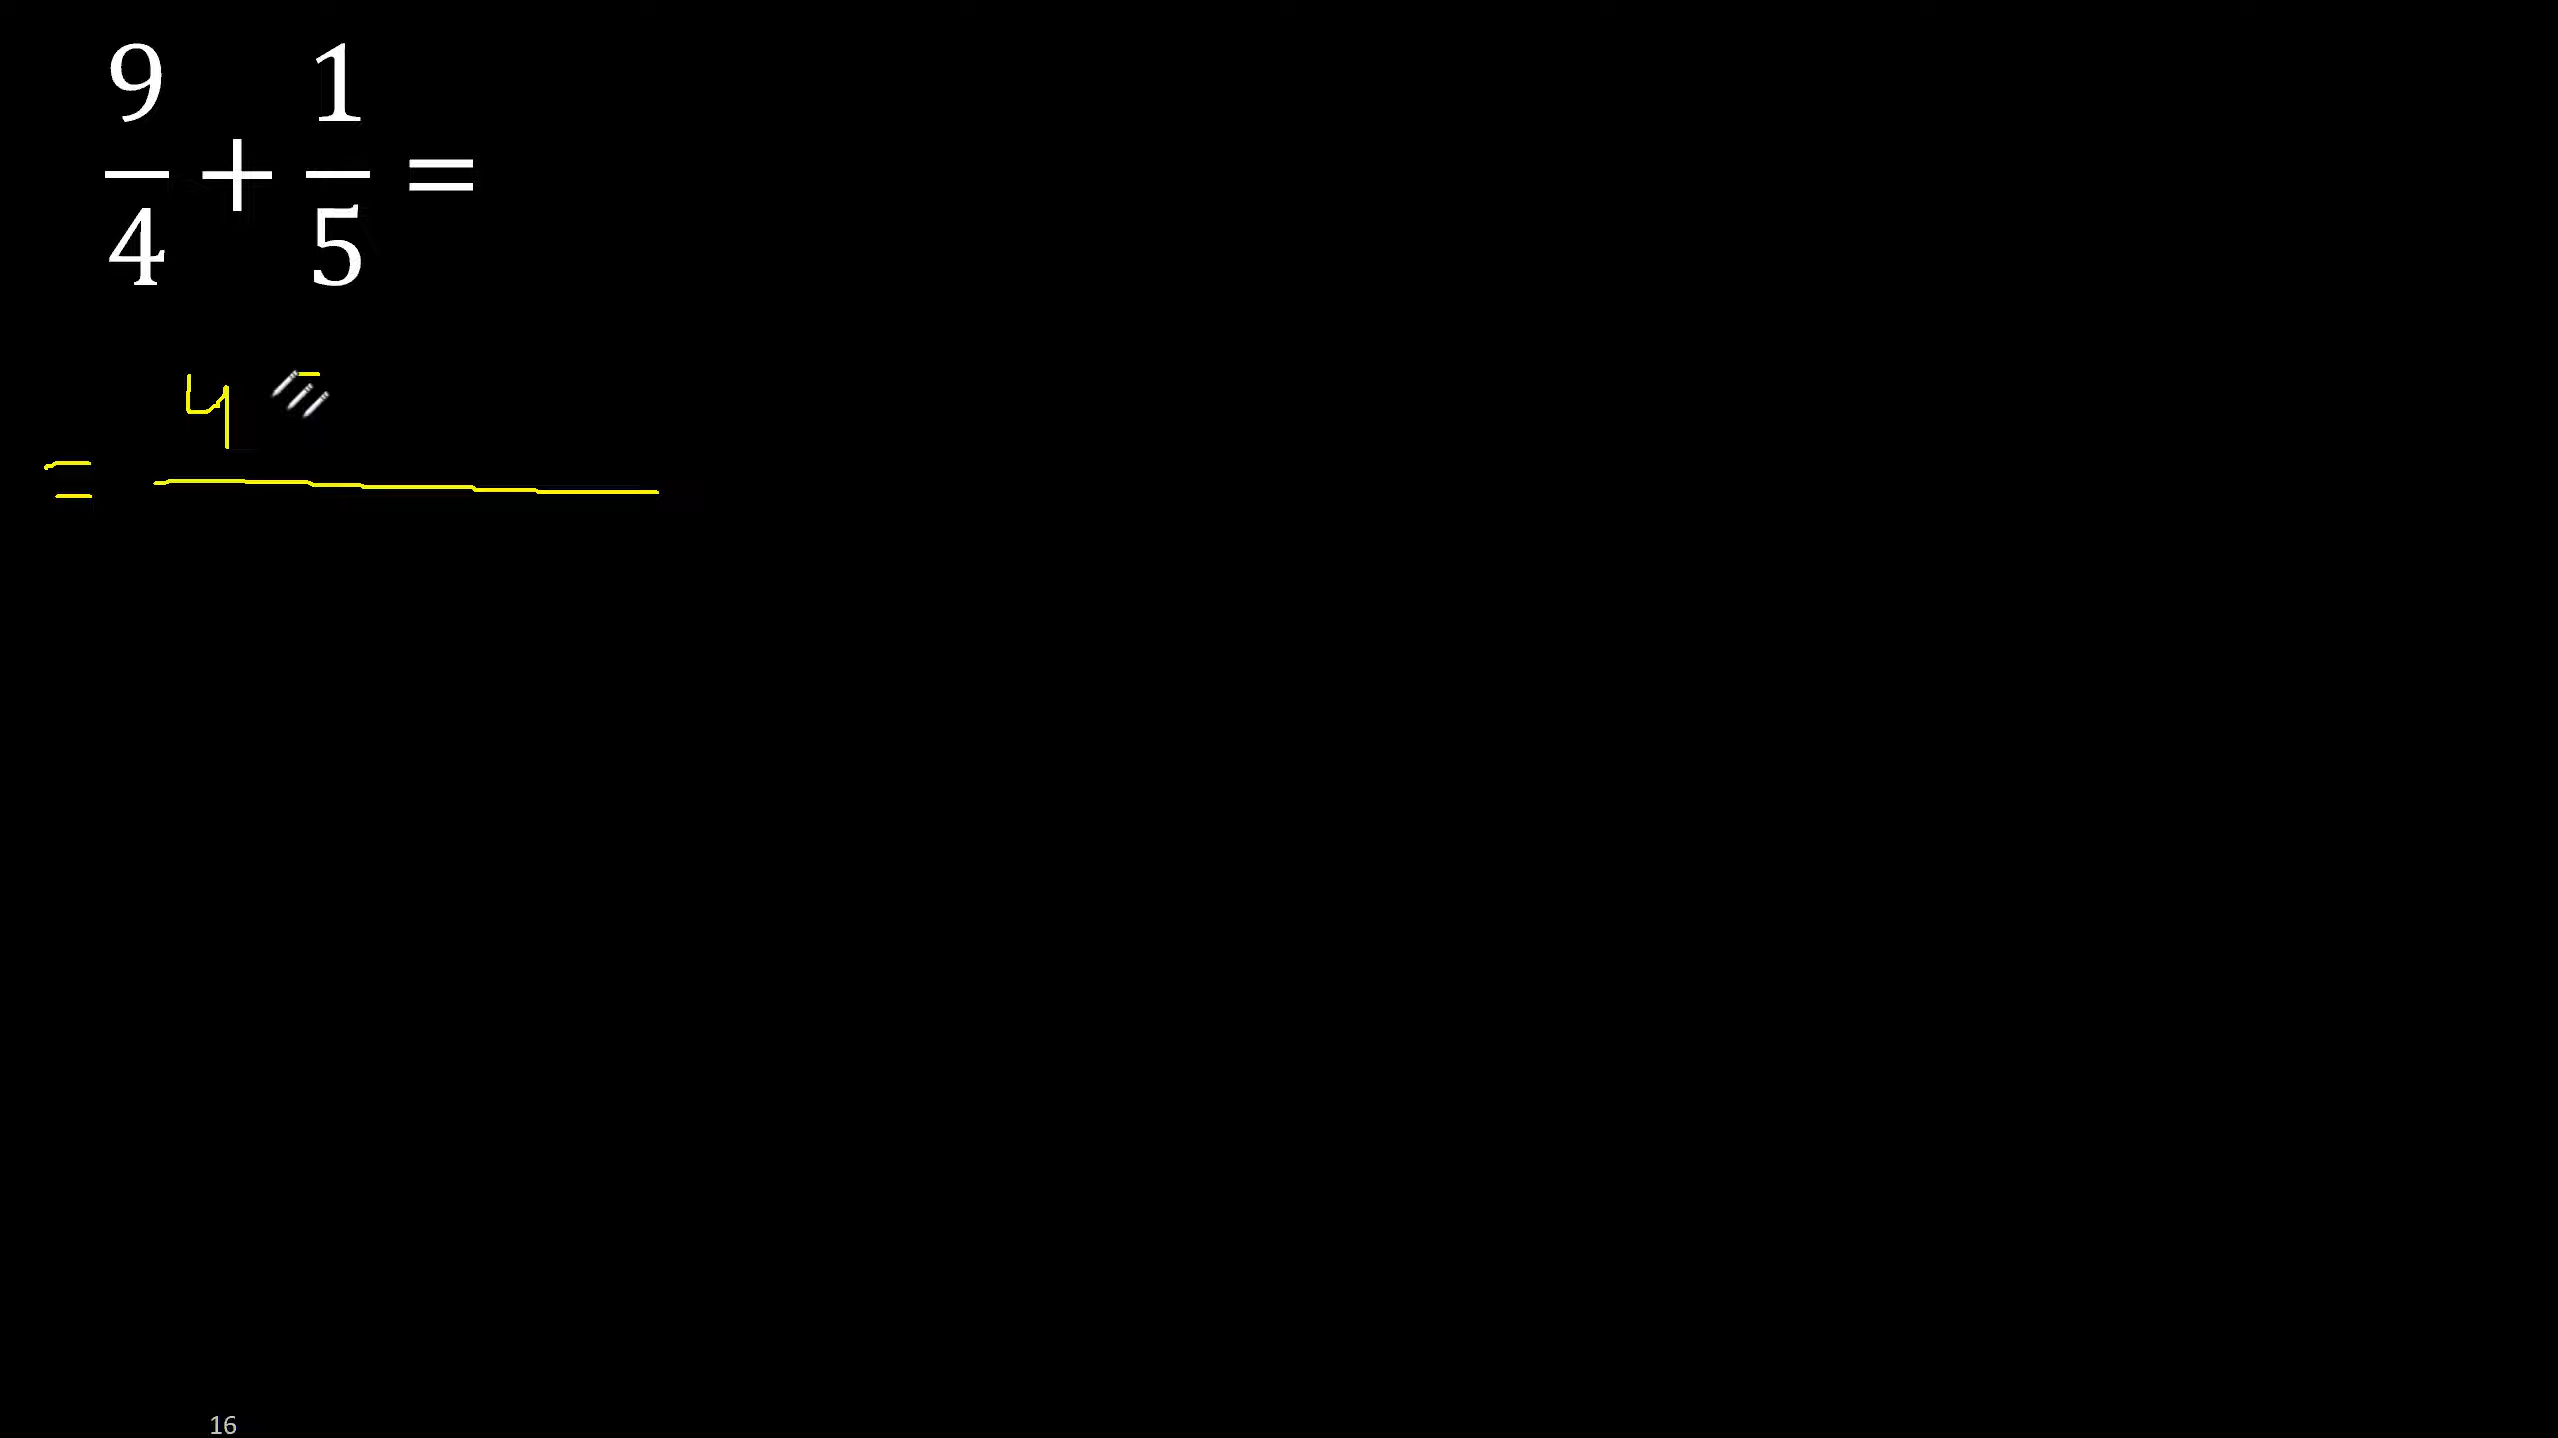 9/4 + 1/5 =
= 4
16